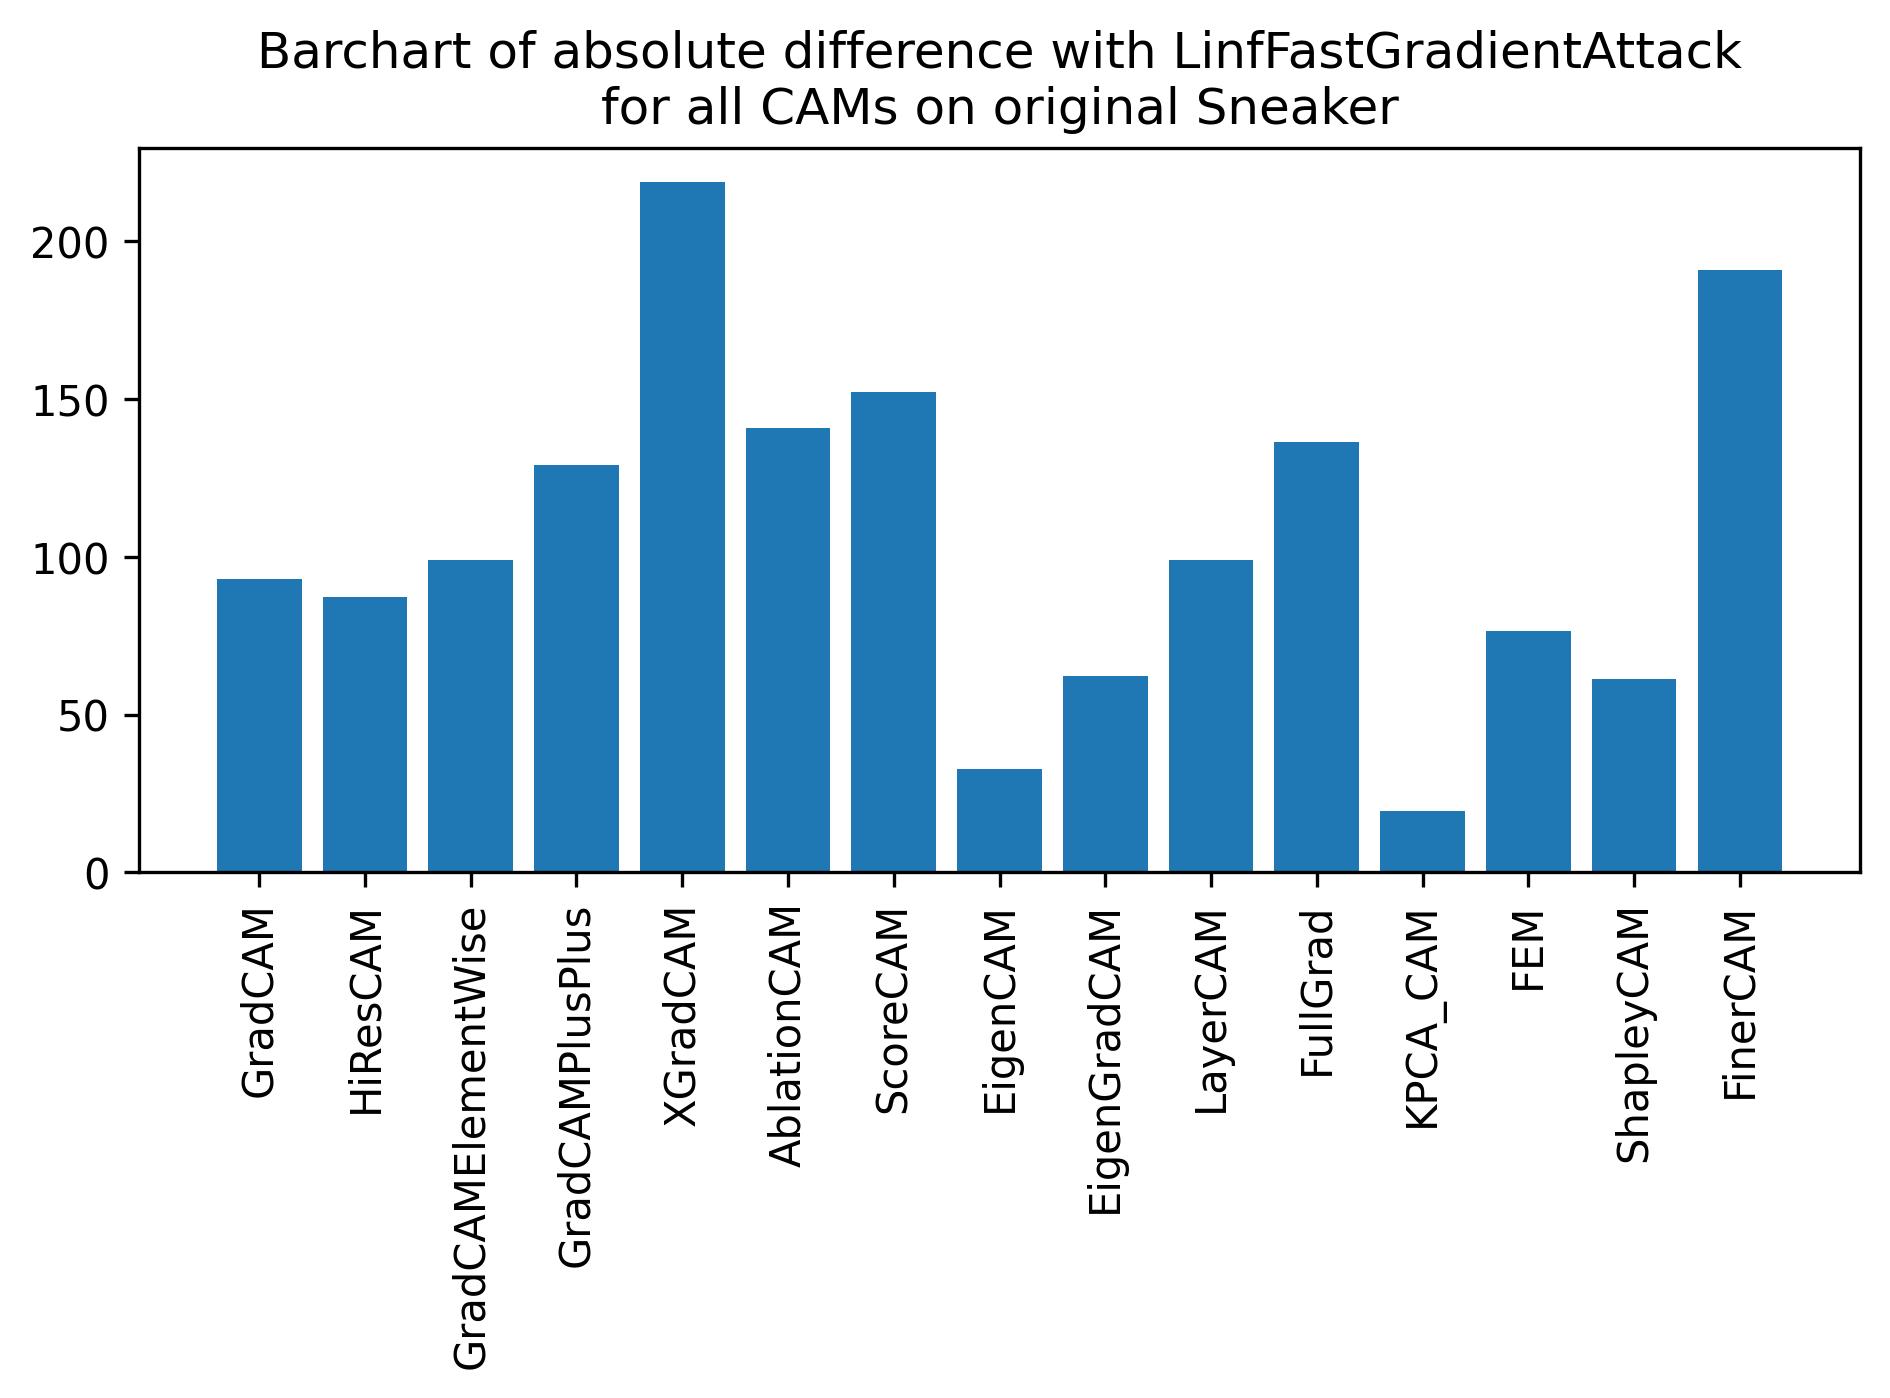 Barchart of absolute difference with LinfFastGradientAttack
for all CAMs on original Sneaker
200
150
100
50
0
GradCAM
HiResCAM
GradCAMElementWise
GradCAMPlusPlus
XGradCAM
AblationCAM
ScoreCAM
EigenCAM
EigenGradCAM
LayerCAM
FullGrad
KPCA_CAM
FEM
ShapleyCAM
FinerCAM